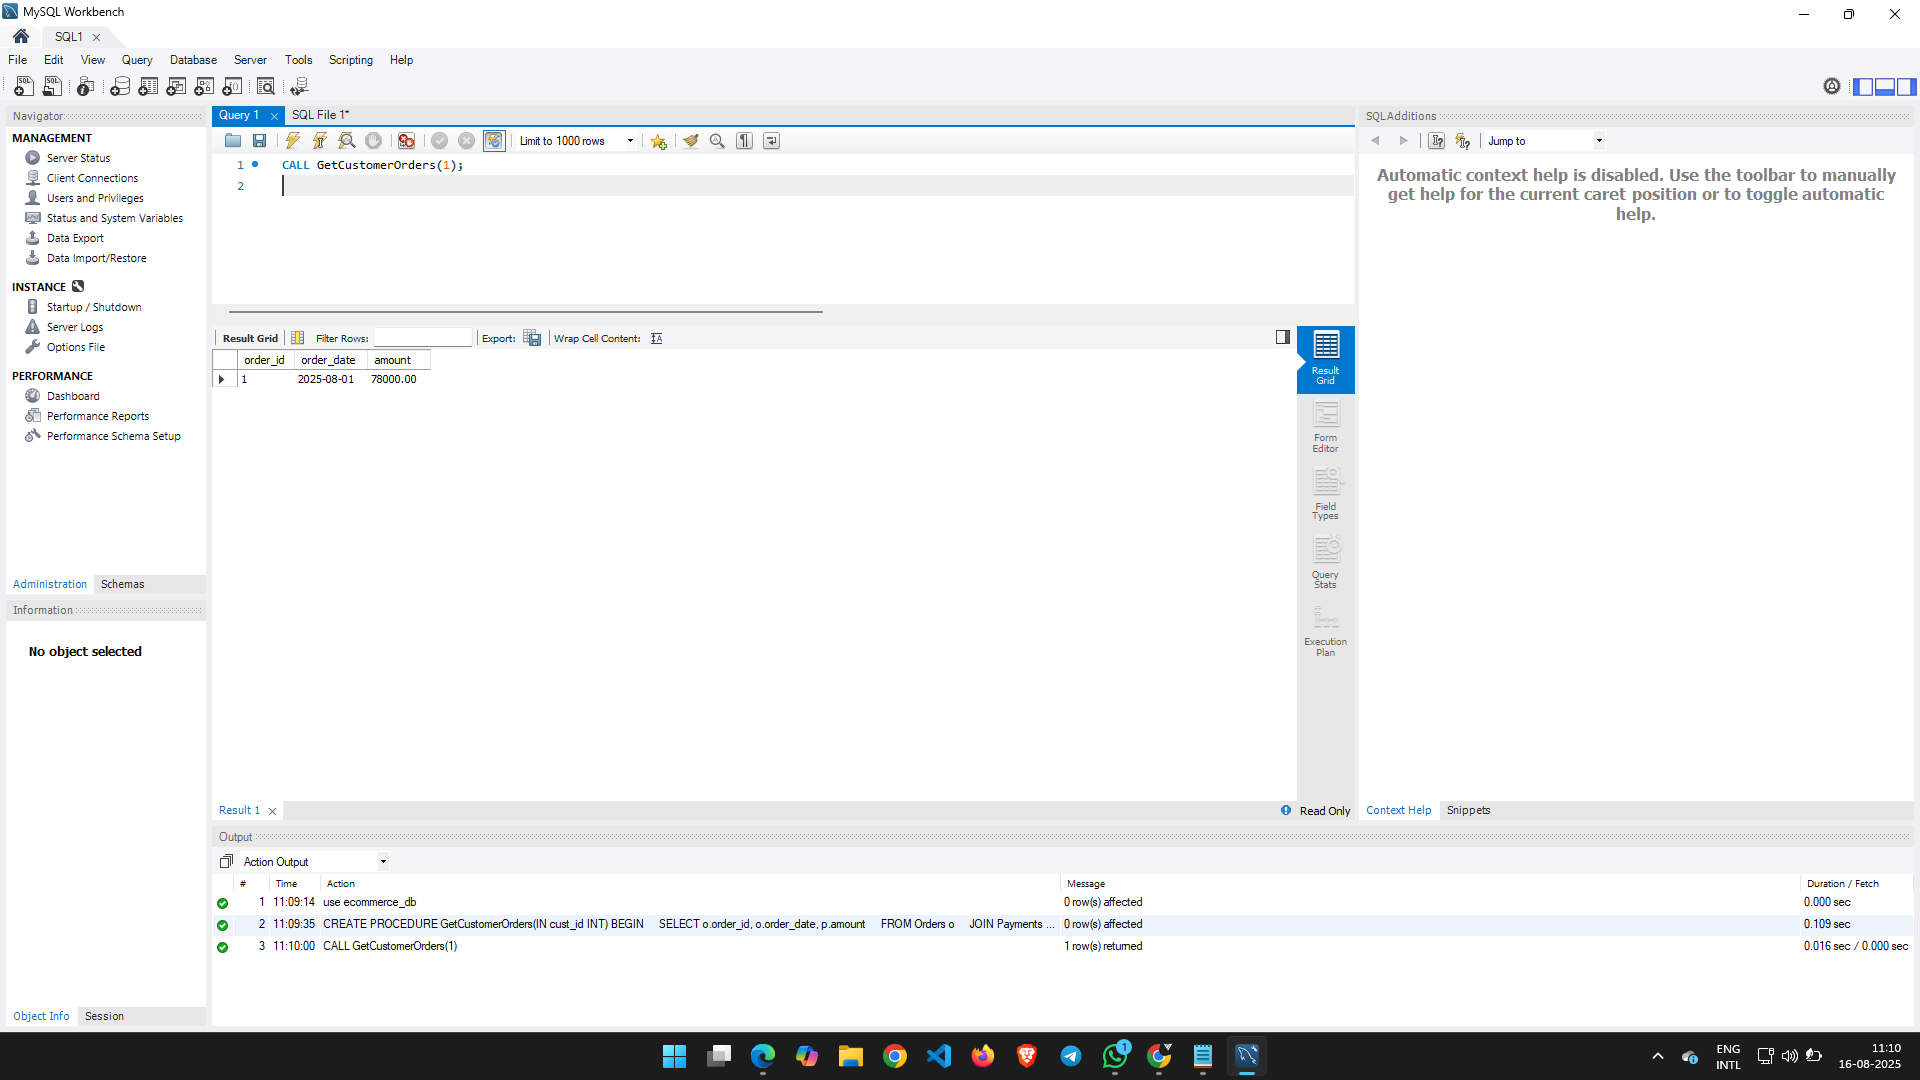 MySQL Workbench
SQL1
File Edit View Query Database Server Tools Scripting Help
Navigator
MANAGEMENT
Server Status
Client Connections
Users and Privileges
Status and System Variables
Data Export
Data Import/Restore
INSTANCE
Startup / Shutdown
Server Logs
Options File
PERFORMANCE
Dashboard
Performance Reports
Performance Schema Setup
Administration Schemas
Information
No object selected
Object Info Session
Query 1 SQL File 1*
Limit to 1000 rows
1 CALL GetCustomerOrders(1);
2
Result Grid Filter Rows: Export: Wrap Cell Content:
order_id order_date amount
1 2025-08-01 78000.00
Result
Grid
Form
Editor
Field
Types
Query
Stats
Execution
Plan
Result 1
Read Only
SQLAdditions
Jump to
Automatic context help is disabled. Use the toolbar to manually
get help for the current caret position or to toggle automatic
help.
Context Help Snippets
Output
Action Output
# Time Action Message Duration / Fetch
1 11:09:14 use ecommerce_db 0 row(s) affected 0.000 sec
2 11:09:35 CREATE PROCEDURE GetCustomerOrders(IN cust_id INT) BEGIN SELECT o.order_id, o.order_date, p.amount FROM Orders o JOIN Payments ... 0 row(s) affected 0.109 sec
3 11:10:00 CALL GetCustomerOrders(1) 1 row(s) returned 0.016 sec / 0.000 sec
1
ENG
INTL
11:10
16-08-2025